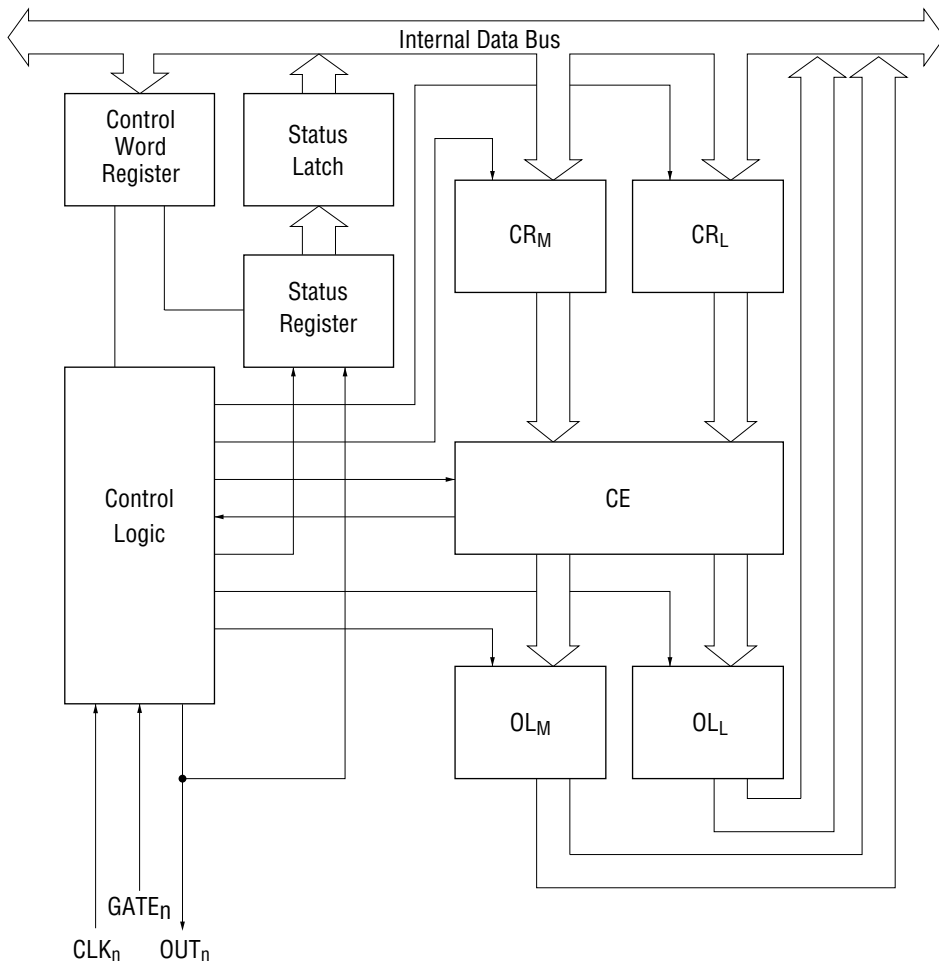 Internal Data Bus
Control
Word
Register
Status
Latch
CRM
CRL
Status
Register
Control
Logic
CE
OLM
OLL
GATEn
CLKn
OUTn